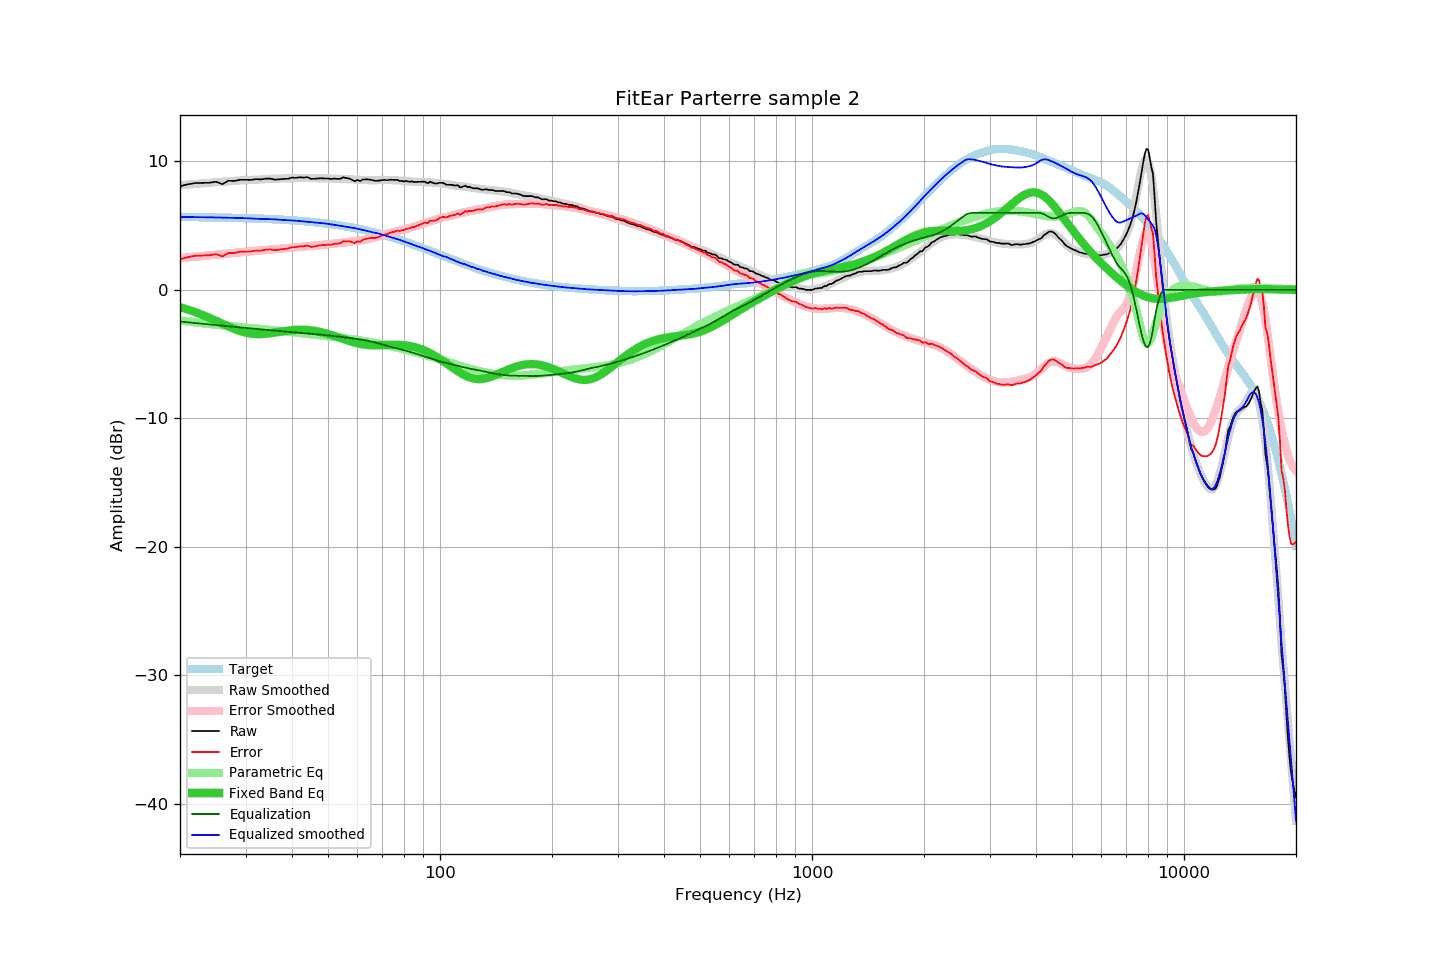 FitEar Parterre sample 2
10
0
−10
−20
−30
−40
Amplitude (dBr)
Target
Raw Smoothed
Error Smoothed
Raw
Error
Parametric Eq
Fixed Band Eq
Equalization
Equalized smoothed
100
1000
10000
Frequency (Hz)